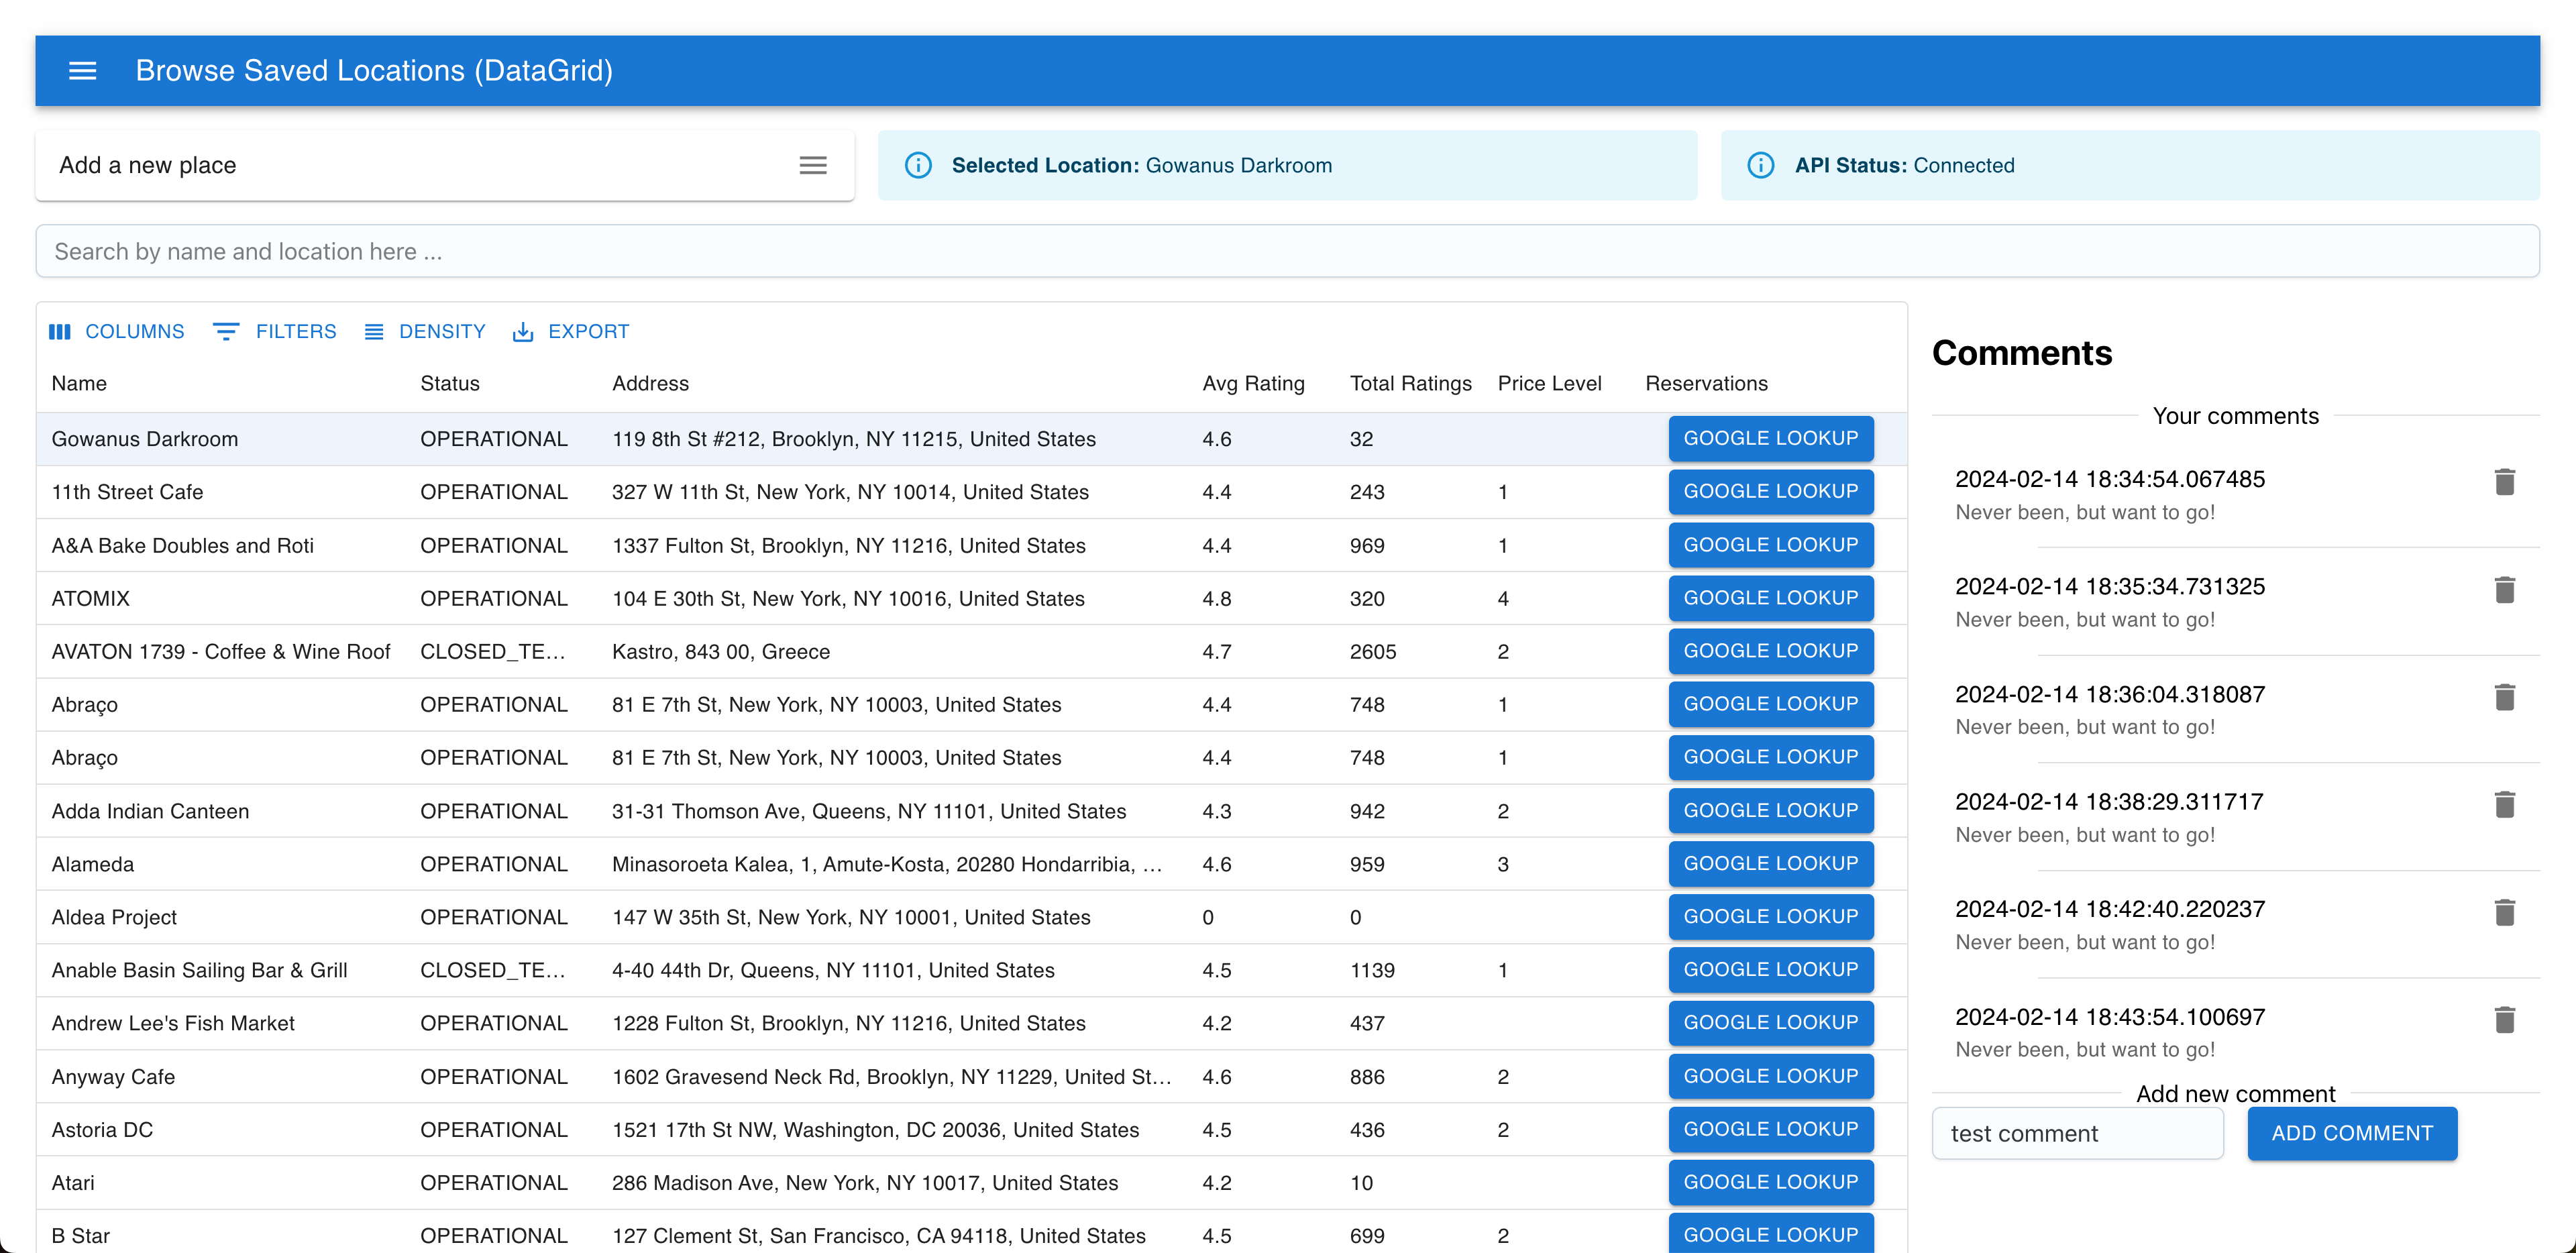 Browse Saved Locations (DataGrid)
Add a new place
Selected Location: Gowanus Darkroom
API Status: Connected
Search by name and location here ...
COLUMNS FILTERS DENSITY EXPORT
Name Status Address Avg Rating Total Ratings Price Level Reservations
Gowanus Darkroom OPERATIONAL 119 8th St #212, Brooklyn, NY 11215, United States 4.6 32 GOOGLE LOOKUP
11th Street Cafe OPERATIONAL 327 W 11th St, New York, NY 10014, United States 4.4 243 1 GOOGLE LOOKUP
A&A Bake Doubles and Roti OPERATIONAL 1337 Fulton St, Brooklyn, NY 11216, United States 4.4 969 1 GOOGLE LOOKUP
ATOMIX OPERATIONAL 104 E 30th St, New York, NY 10016, United States 4.8 320 4 GOOGLE LOOKUP
AVATON 1739 - Coffee & Wine Roof CLOSED_TE... Kastro, 843 00, Greece 4.7 2605 2 GOOGLE LOOKUP
Abraço OPERATIONAL 81 E 7th St, New York, NY 10003, United States 4.4 748 1 GOOGLE LOOKUP
Abraço OPERATIONAL 81 E 7th St, New York, NY 10003, United States 4.4 748 1 GOOGLE LOOKUP
Adda Indian Canteen OPERATIONAL 31-31 Thomson Ave, Queens, NY 11101, United States 4.3 942 2 GOOGLE LOOKUP
Alameda OPERATIONAL Minasoroeta Kalea, 1, Amute-Kosta, 20280 Hondarribia, ... 4.6 959 3 GOOGLE LOOKUP
Aldea Project OPERATIONAL 147 W 35th St, New York, NY 10001, United States 0 0 GOOGLE LOOKUP
Anable Basin Sailing Bar & Grill CLOSED_TE... 4-40 44th Dr, Queens, NY 11101, United States 4.5 1139 1 GOOGLE LOOKUP
Andrew Lee's Fish Market OPERATIONAL 1228 Fulton St, Brooklyn, NY 11216, United States 4.2 437 GOOGLE LOOKUP
Anyway Cafe OPERATIONAL 1602 Gravesend Neck Rd, Brooklyn, NY 11229, United St... 4.6 886 2 GOOGLE LOOKUP
Astoria DC OPERATIONAL 1521 17th St NW, Washington, DC 20036, United States 4.5 436 2 GOOGLE LOOKUP
Atari OPERATIONAL 286 Madison Ave, New York, NY 10017, United States 4.2 10 GOOGLE LOOKUP
B Star OPERATIONAL 127 Clement St, San Francisco, CA 94118, United States 4.5 699 2 GOOGLE LOOKUP
Comments
Your comments
2024-02-14 18:34:54.067485
Never been, but want to go!
2024-02-14 18:35:34.731325
Never been, but want to go!
2024-02-14 18:36:04.318087
Never been, but want to go!
2024-02-14 18:38:29.311717
Never been, but want to go!
2024-02-14 18:42:40.220237
Never been, but want to go!
2024-02-14 18:43:54.100697
Never been, but want to go!
Add new comment
test comment ADD COMMENT